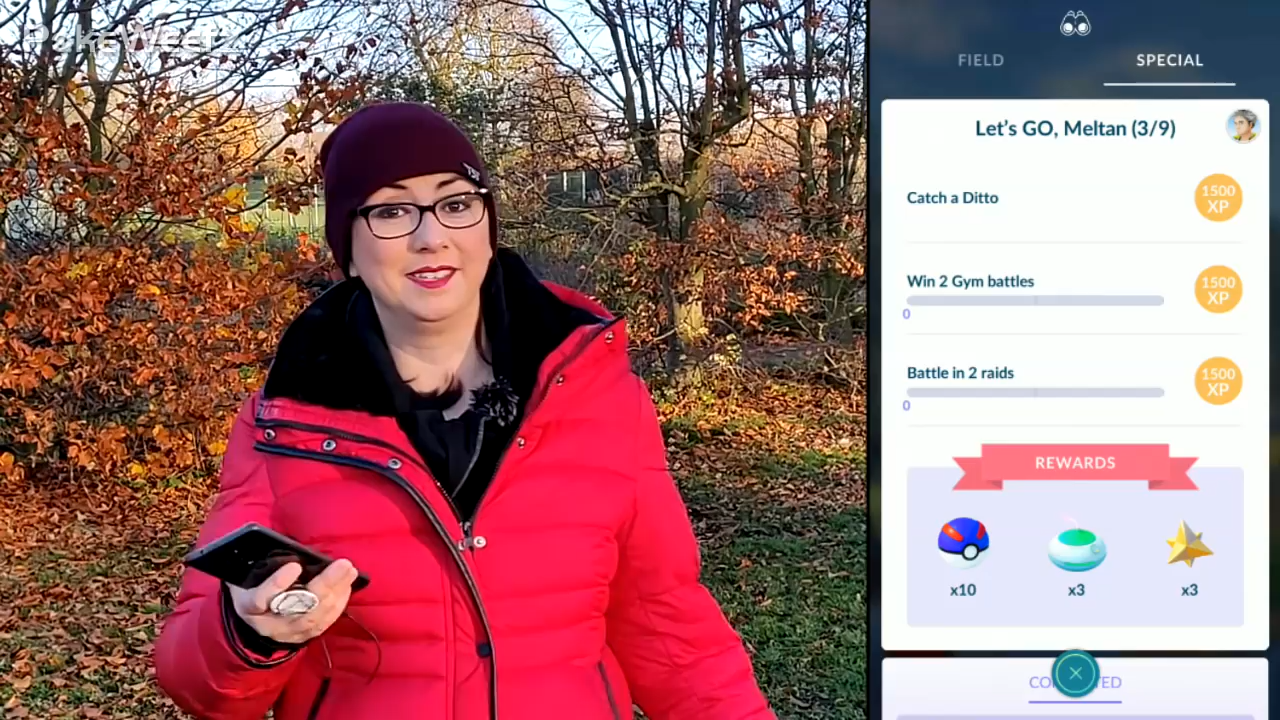 PokeWeetz
FIELD
SPECIAL
Let's GO, Meltan (3/9)
Catch a Ditto
1500
XP
Win 2 Gym battles
1500
XP
0
Battle in 2 raids
1500
XP
0
REWARDS
x10
x3
x3